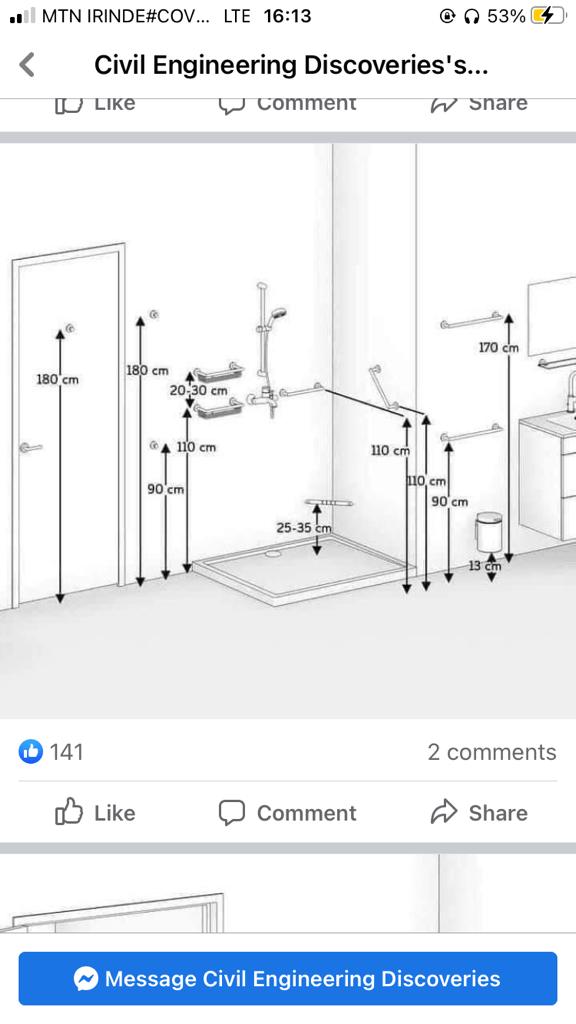 MTN IRINDE#COV... LTE 16:13 53%
Civil Engineering Discoveries's...
Like Comment Share
180 cm
180 cm
20-30 cm
110 cm
90 cm
25-35 cm
110 cm
110 cm
90 cm
170 cm
13 cm
141 2 comments
Like Comment Share
Message Civil Engineering Discoveries